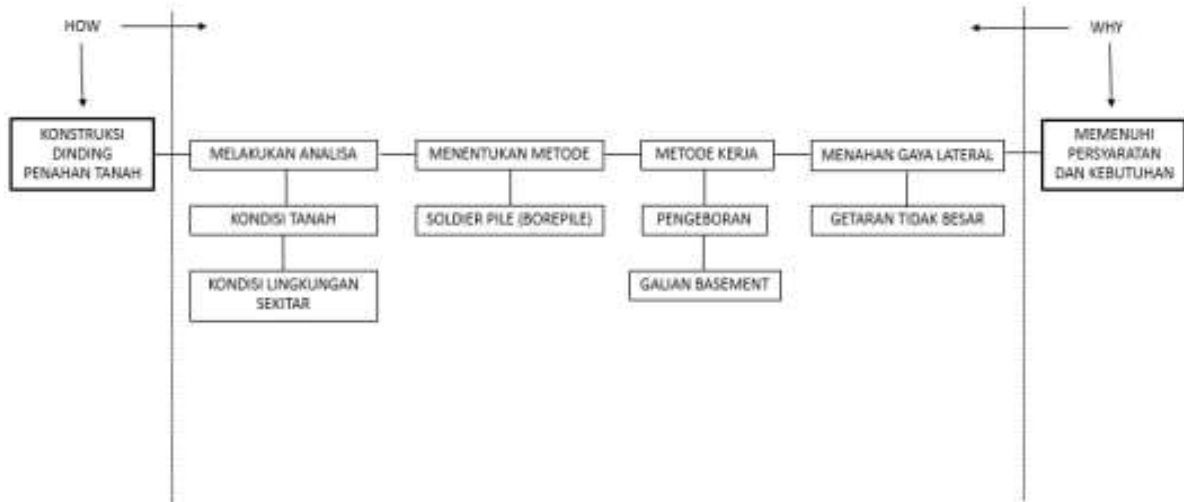 HOW
WHY
KONSTRUKSI
DINDING
PENAHAN TANAH
MELAKUKAN ANALISA
MENENTUKAN METODE
METODE KERJA
MENAHAN GAYA LATERAL
MEMENUHI
PERSYARATAN
DAN KEBUTUHAN
KONDISI TANAH
SOLDIER PILE (BOREPILE)
PENGEBORAN
GETARAN TIDAK BESAR
KONDISI LINGKUNGAN
SEKITAR
GALIAN BASEMENT